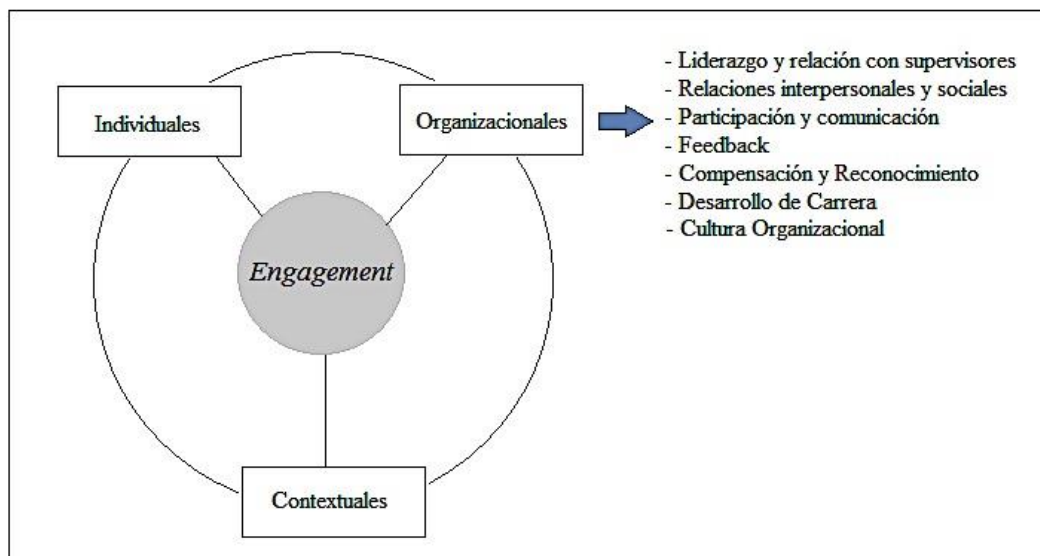 Individuales
Organizacionales
- Liderazgo y relación con supervisores
- Relaciones interpersonales y sociales
- Participación y comunicación
- Feedback
- Compensación y Reconocimiento
- Desarrollo de Carrera
- Cultura Organizacional
Engagement
Contextuales